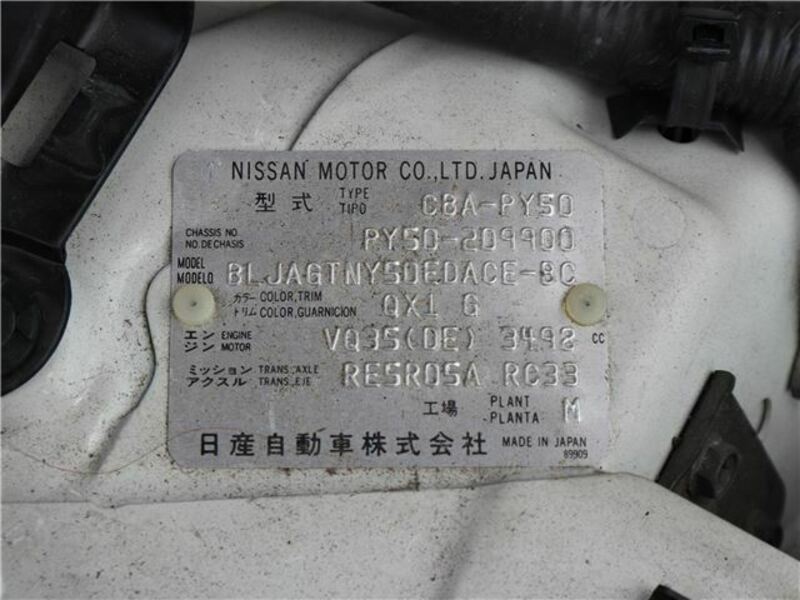 NISSAN MOTOR CO.,LTD. JAPAN
型式 TYPE TIPO CBA-PY50
CHASSIS NO. NO. DECHASIS PY50-209900
MODEL MODELO BLJAGTNY50EDACE-BC
カラー トリム COLOR, TRIM COLOR, GUARNICION QX1 G
エンジン ENGINE MOTOR VQ35(DE) 3498 CC
ミッション アクスル TRANS., AXLE TRANS., EJE RE5R05A RC33
工場 PLANT PLANTA M
日産自動車株式会社 MADE IN JAPAN
89909